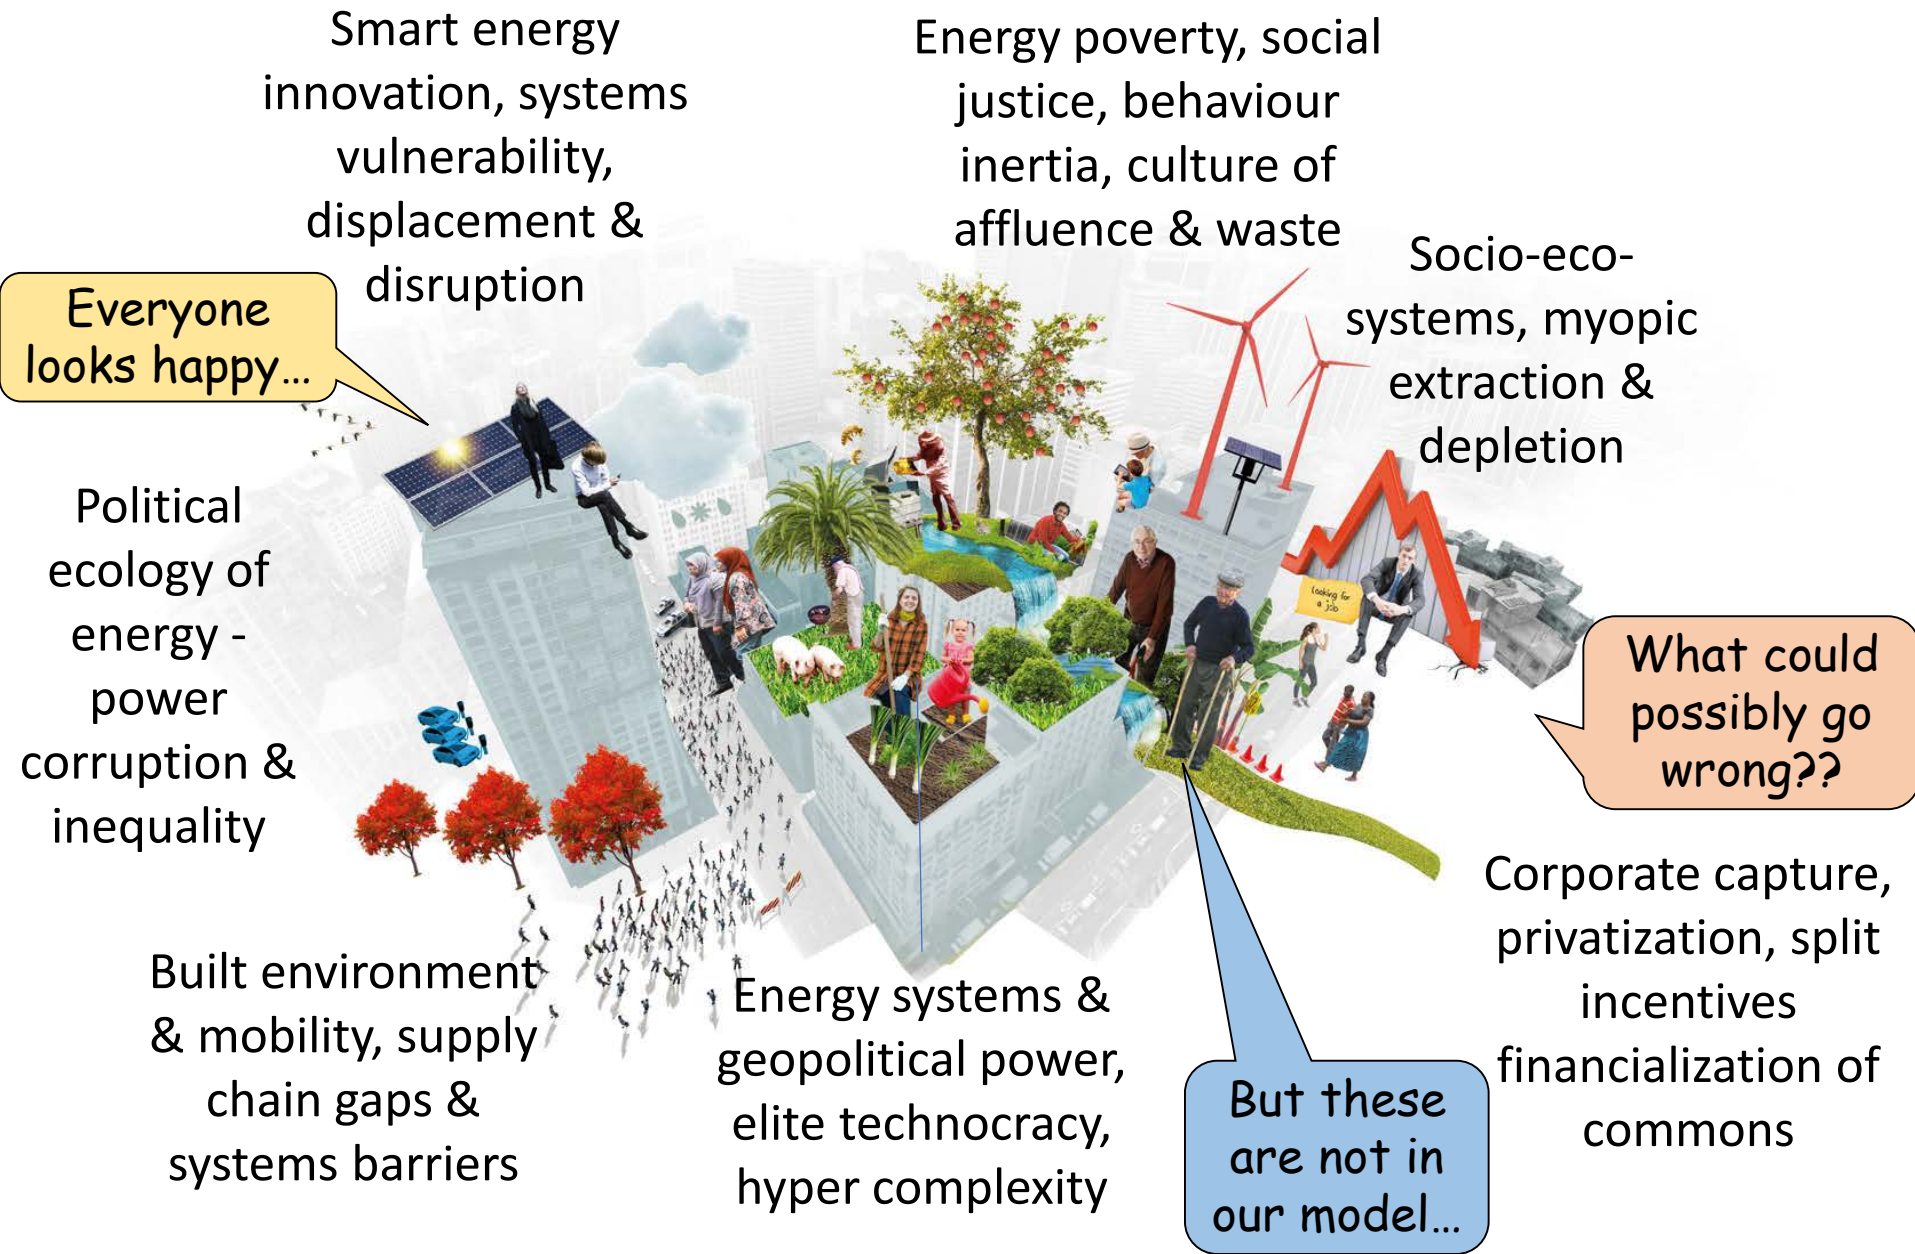 Smart energy
innovation, systems
vulnerability,
displacement &
disruption
Energy poverty, social
justice, behaviour
inertia, culture of
affluence & waste
Socio-eco-
systems, myopic
extraction &
depletion
Everyone
looks happy...
Political
ecology of
energy -
power
corruption &
inequality
looking for
a job
What could
possibly go
wrong??
Built environment
& mobility, supply
chain gaps &
systems barriers
Energy systems &
geopolitical power,
elite technocracy,
hyper complexity
But these
are not in
our model...
Corporate capture,
privatization, split
incentives
financialization of
commons